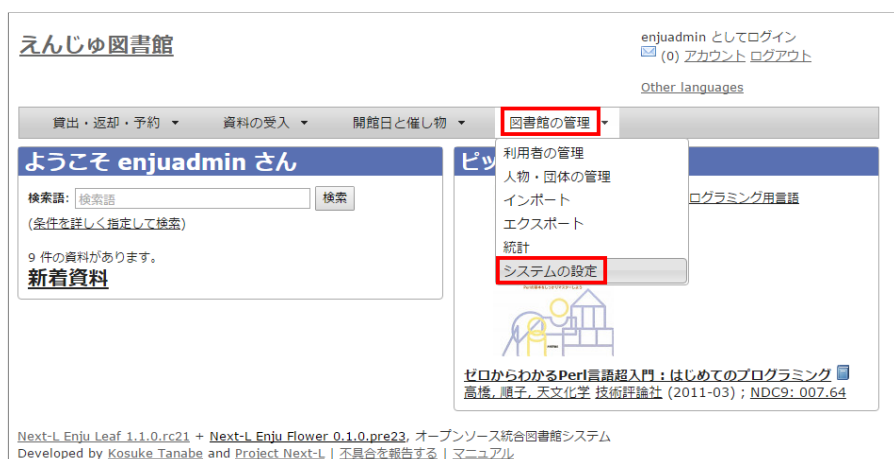 えんじゅ図書館
enjuadmin としてログイン
(0) アカウント ログアウト
Other languages
貸出・返却・予約 ▼ 資料の受入 ▼ 開館日と催し物 ▼ 図書館の管理 ▼
ようこそ enjuadmin さん
検索語: 検索語 検索
(条件を詳しく指定して検索)
9 件の資料があります。
新着資料
ピッ
利用者の管理
人物・団体の管理
インポート
エクスポート
統計
システムの設定
ログラミング用言語
ゼロからわかるPerl言語超入門 : はじめてのプログラミング
高橋, 順子, 天文化学 技術評論社 (2011-03) ; NDC9: 007.64
Next-L Enju Leaf 1.1.0.rc21 + Next-L Enju Flower 0.1.0.pre23, オープンソース統合図書館システム
Developed by Kosuke Tanabe and Project Next-L | 不具合を報告する | マニュアル